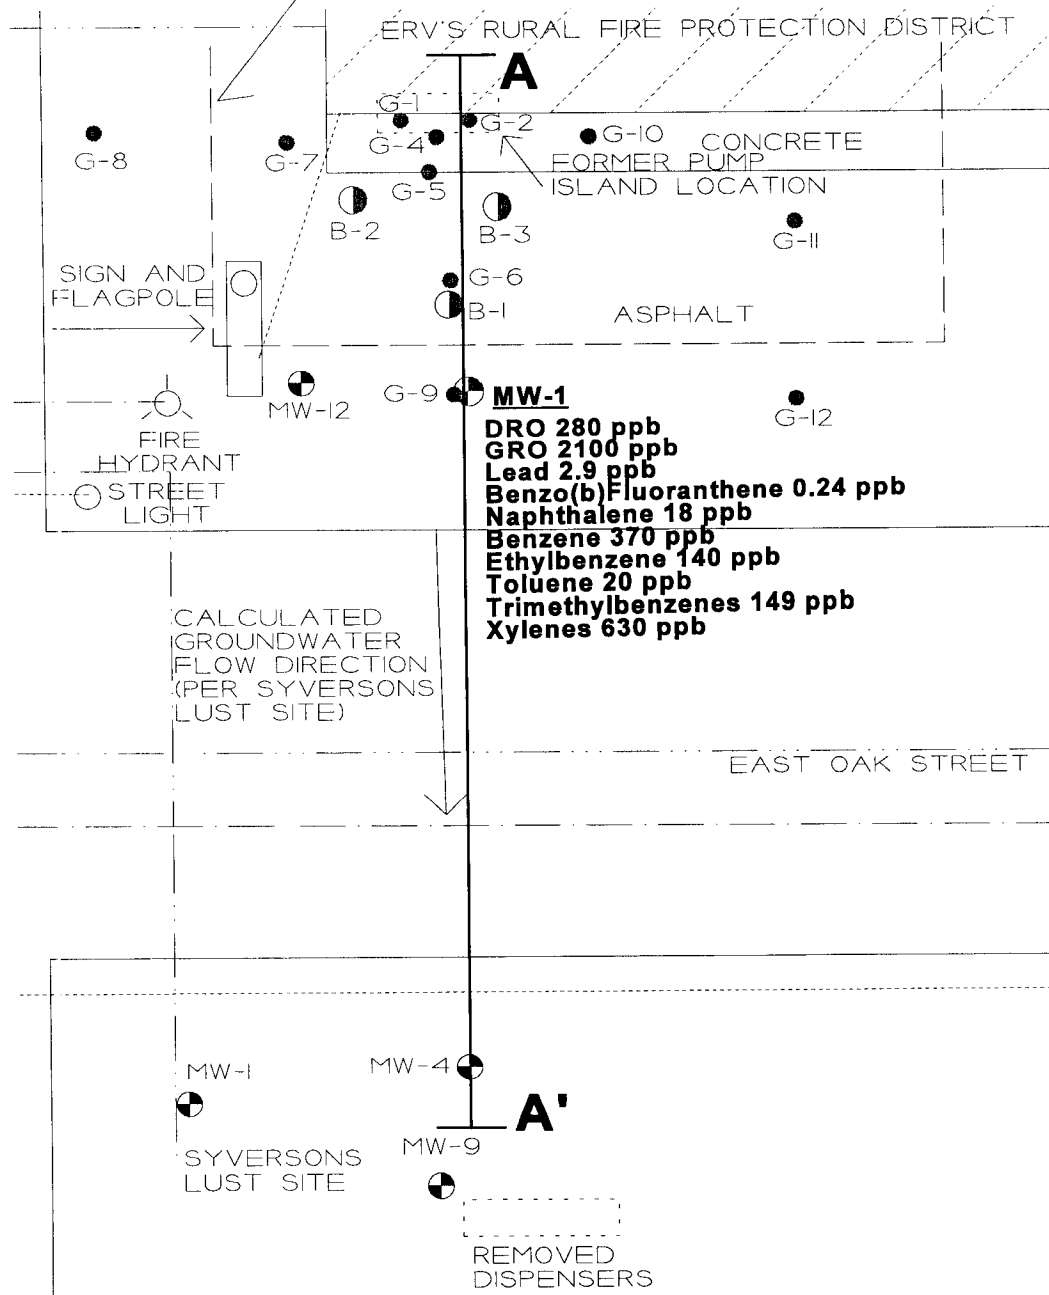 ERV'S RURAL FIRE PROTECTION DISTRICT
A
G-1
G-2
G-4
G-10
CONCRETE
G-8
G-7
FORMER PUMP
ISLAND LOCATION
G-5
B-2
B-3
G-11
SIGN AND
FLAGPOLE
G-6
B-1
ASPHALT
MW-12
G-9
MW-1
G-12
DRO 280 ppb
GRO 2100 ppb
Lead 2.9 ppb
Benzo(b)Fluoranthene 0.24 ppb
Naphthalene 18 ppb
Benzene 370 ppb
Ethylbenzene 140 ppb
Toluene 20 ppb
Trimethylbenzenes 149 ppb
Xylenes 630 ppb
FIRE
HYDRANT
STREET
LIGHT
CALCULATED
GROUNDWATER
FLOW DIRECTION
(PER SYVERSONS
LUST SITE)
EAST OAK STREET
MW-1
MW-4
A'
MW-9
SYVERSONS
LUST SITE
REMOVED
DISPENSERS